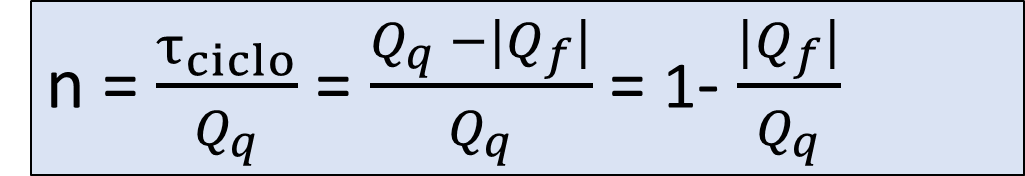 n = τciclo/Qq = Qq −|Qf|/Qq = 1- |Qf|/Qq